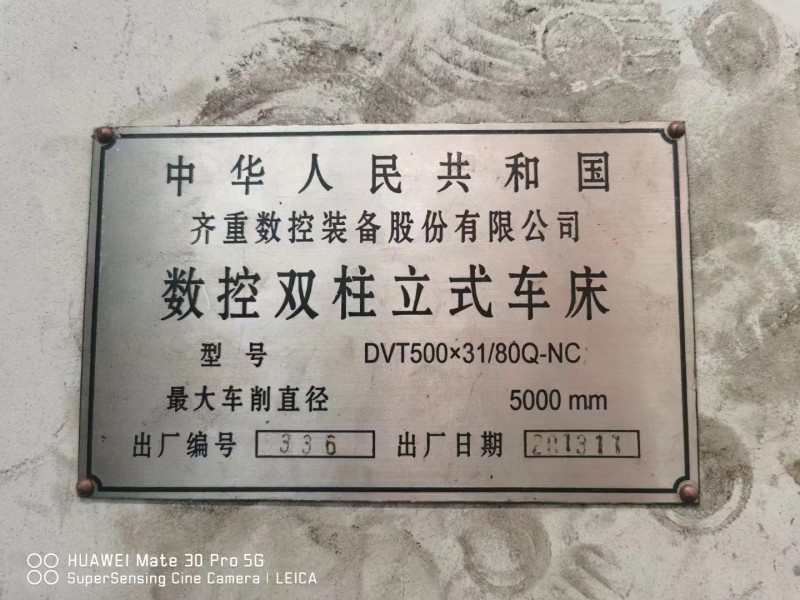 中华人民共和国
齐重数控装备股份有限公司
数控双柱立式车床
型号 DVT500×31/80Q-NC
最大车削直径 5000 mm
出厂编号 336 出厂日期 201311
HUAWEI Mate 30 Pro 5G
SuperSensing Cine Camera | LEICA